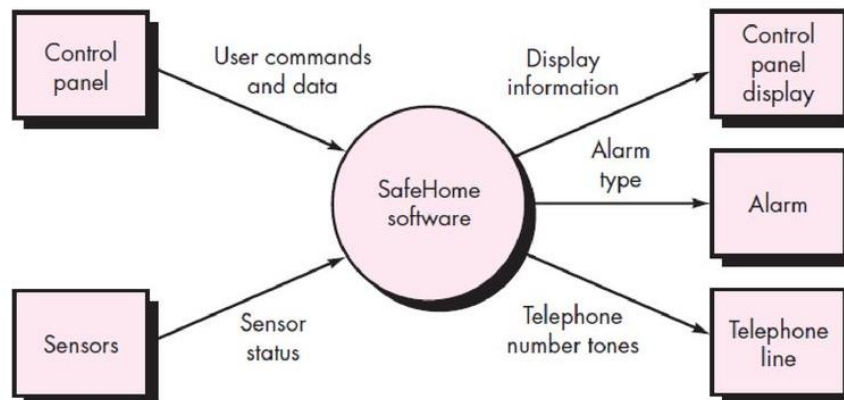 Control
panel
User commands
and data
Display
information
Control
panel
display
SafeHome
software
Alarm
type
Alarm
Sensors
Sensor
status
Telephone
number tones
Telephone
line